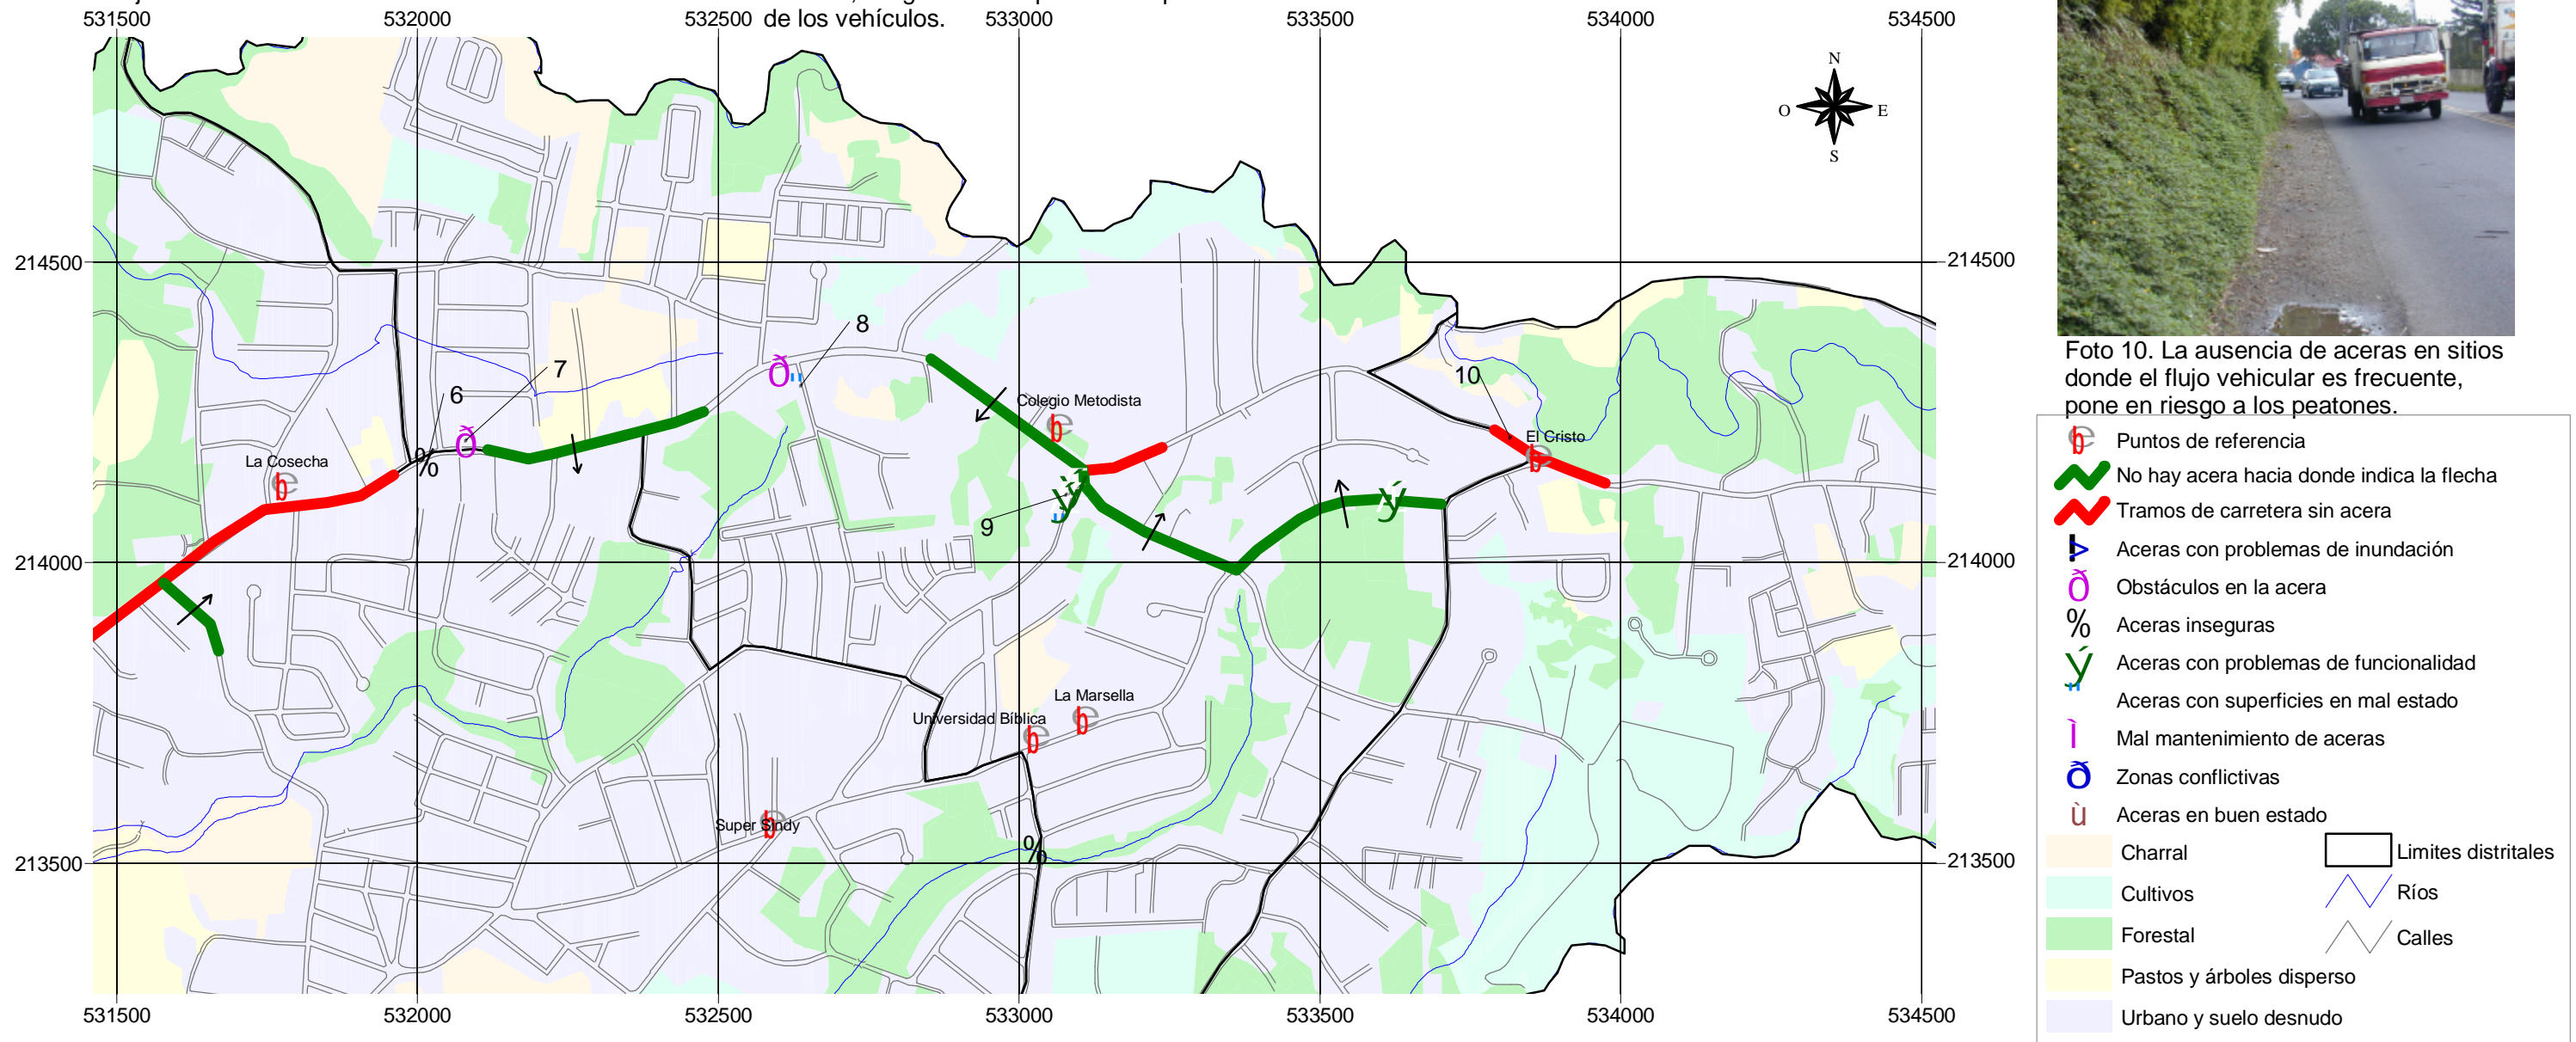 de los vehículos.
531500 532000 532500 533000 533500 534000 534500
N
O E
S
214500 214500
8
7
10
6
Colegio Metodista
El Cristo
La Cosecha
%
9
214000 214000
La Marsella
Universidad Bíblica
Super Sindy
%
213500 213500
531500 532000 532500 533000 533500 534000 534500
Foto 10. La ausencia de aceras en sitios
donde el flujo vehicular es frecuente,
pone en riesgo a los peatones.
Puntos de referencia
No hay acera hacia donde indica la flecha
Tramos de carretera sin acera
Aceras con problemas de inundación
ð Obstáculos en la acera
% Aceras inseguras
ý Aceras con problemas de funcionalidad
Aceras con superficies en mal estado
Ì Mal mantenimiento de aceras
ð Zonas conflictivas
ù Aceras en buen estado
Charral
Limites distritales
Cultivos
Ríos
Forestal
Calles
Pastos y árboles disperso
Urbano y suelo desnudo